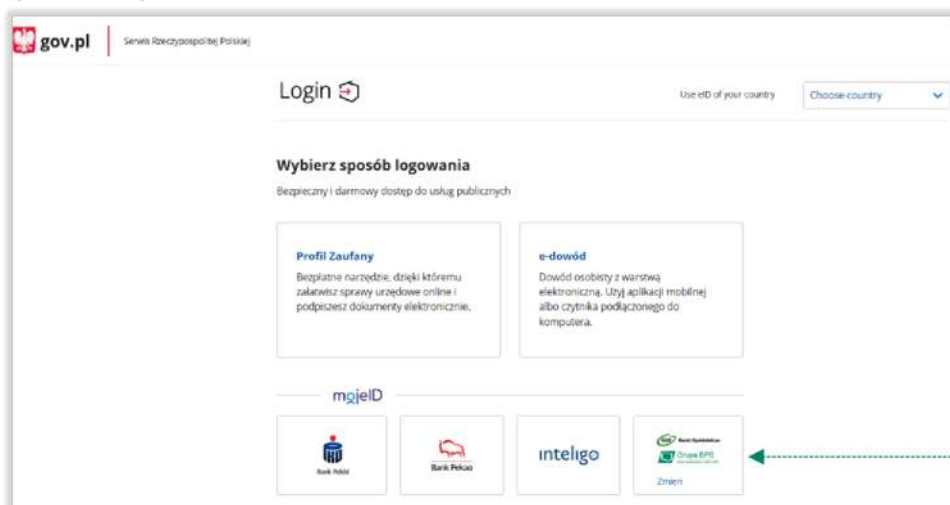 gov.pl
Serwis Rzeczypospolitej Polskiej
Login
Use eID of your country
Choose country
Wybierz sposób logowania
Bezpieczny i darmowy dostęp do usług publicznych
Profil Zaufany
Bezpłatne narzędzie, dzięki któremu
załatwisz sprawy urzędowe online i
podpiszesz dokumenty elektronicznie.
e-dowód
Dowód osobisty z warstwą
elektroniczną. Użyj aplikacji mobilnej
albo czytnika podłączonego do
komputera.
mojeID
Bank Polski
Bank Pekao
inteligo
Banki Spółdzielcze
Grupa BPS
Zmień